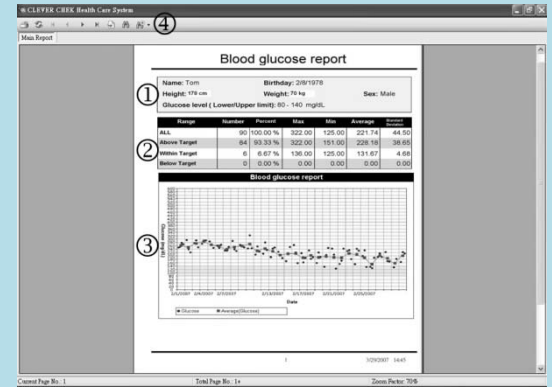 CLEVER CHEK Health Care System
④
Main Report
Blood glucose report
①
Name: Tom Birthday: 2/8/1978
Height: 170 cm Weight: 70 kg Sex: Male
Glucose level ( Lower/Upper limit): 80 - 140 mg/dL
②
Range Number Percent Max Min Average Standard Deviation
ALL 90 100.00 % 322.00 125.00 221.74 44.50
Above Target 84 93.33 % 322.00 151.00 228.18 38.65
Within Target 6 6.67 % 136.00 125.00 131.67 4.68
Below Target 0 0.00 % 0.00 0.00 0.00 0.00
Blood glucose report
③
Glucose (mg/dL)
Date
Glucose Average(Glucose)
1 1/29/2007 14:45
Current Page No.: 1 Total Page No.: 1+ Zoom Factor: 70%